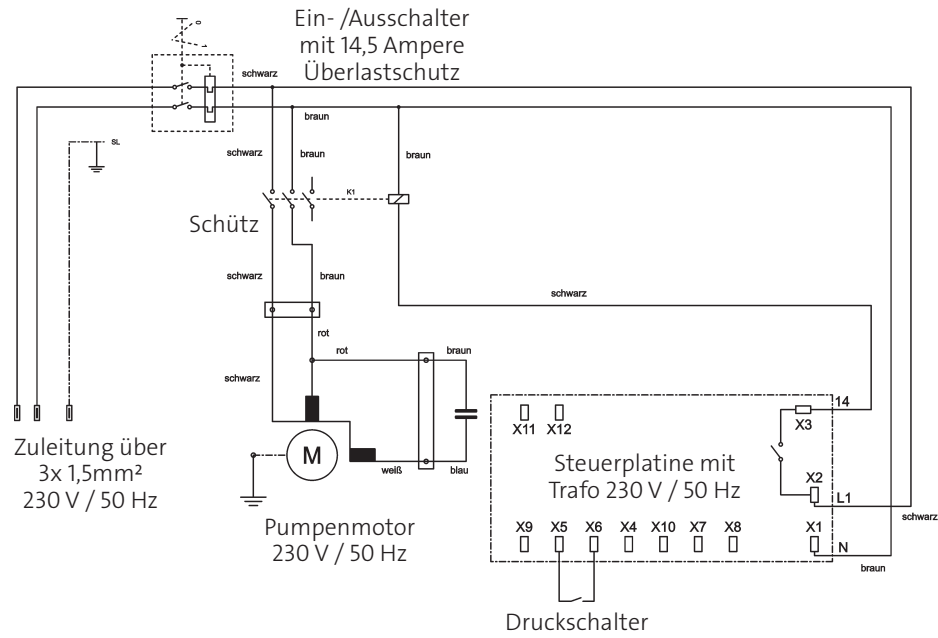 Ein- /Ausschalter
mit 14,5 Ampere
Überlastschutz
schwarz
braun
SL
schwarz
braun
braun
K1
Schütz
schwarz
braun
schwarz
rot
rot
braun
schwarz
14
X11
X12
X3
Zuleitung über
3x 1,5mm²
230 V / 50 Hz
M
weiß
blau
Steuerplatine mit
Trafo 230 V / 50 Hz
X2
L1
schwarz
Pumpenmotor
230 V / 50 Hz
X9
X5
X6
X4
X10
X7
X8
X1
N
braun
Druckschalter